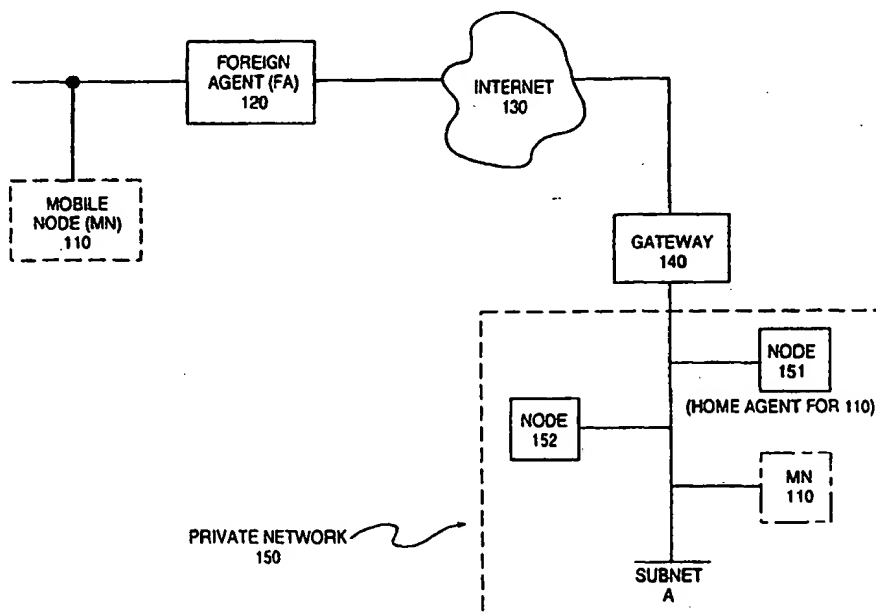 FOREIGN
AGENT (FA)
120
INTERNET
130
MOBILE
NODE (MN)
110
GATEWAY
140
NODE
151
(HOME AGENT FOR 110)
NODE
152
MN
110
PRIVATE NETWORK
150
SUBNET
A